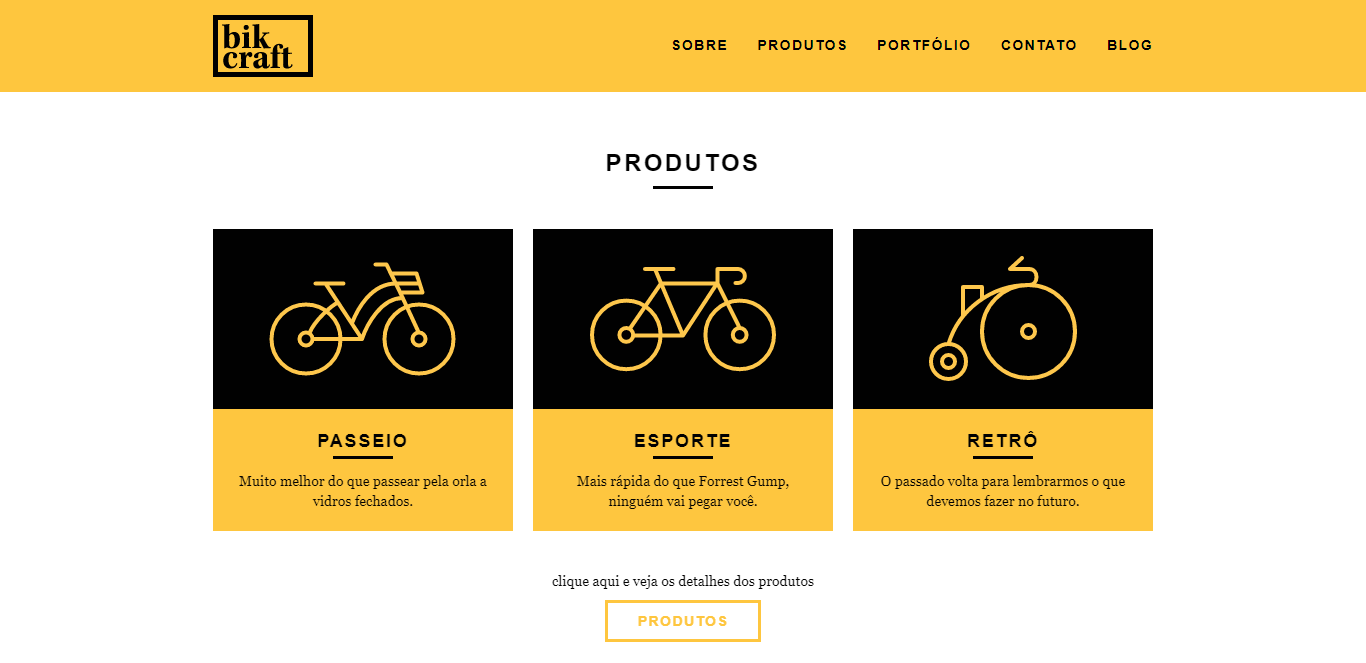 bik
craft
SOBRE PRODUTOS PORTFÓLIO CONTATO BLOG
PRODUTOS
PASSEIO
Muito melhor do que passear pela orla a
vidros fechados.
ESPORTE
Mais rápida do que Forrest Gump,
ninguém vai pegar você.
RETRÔ
O passado volta para lembrarmos o que
devemos fazer no futuro.
clique aqui e veja os detalhes dos produtos
PRODUTOS